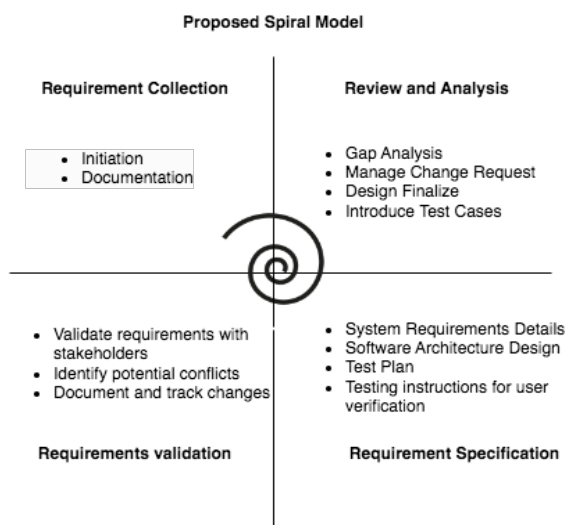 Proposed Spiral Model
Requirement Collection
• Initiation
• Documentation
Review and Analysis
• Gap Analysis
• Manage Change Request
• Design Finalize
• Introduce Test Cases
• Validate requirements with
stakeholders
• Identify potential conflicts
• Document and track changes
Requirements validation
• System Requirements Details
• Software Architecture Design
• Test Plan
• Testing instructions for user
verification
Requirement Specification